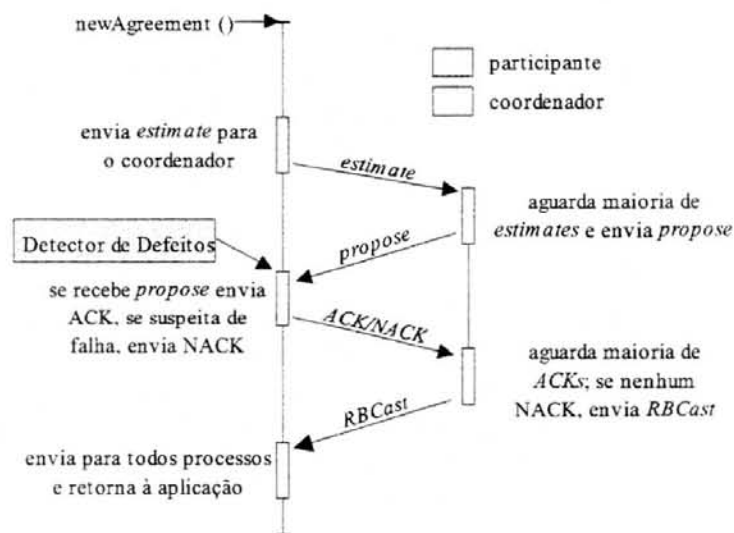 newAgreement ()
participante
coordenador
envia estimate para
o coordenador
estimate
aguarda maioria de
estimates e envia propose
Detector de Defeitos
propose
se recebe propose envia
ACK, se suspeita de
falha, envia NACK
ACK/NACK
aguarda maioria de
ACKs; se nenhum
NACK, envia RBCast
RBCast
envia para todos processos
e retorna à aplicação